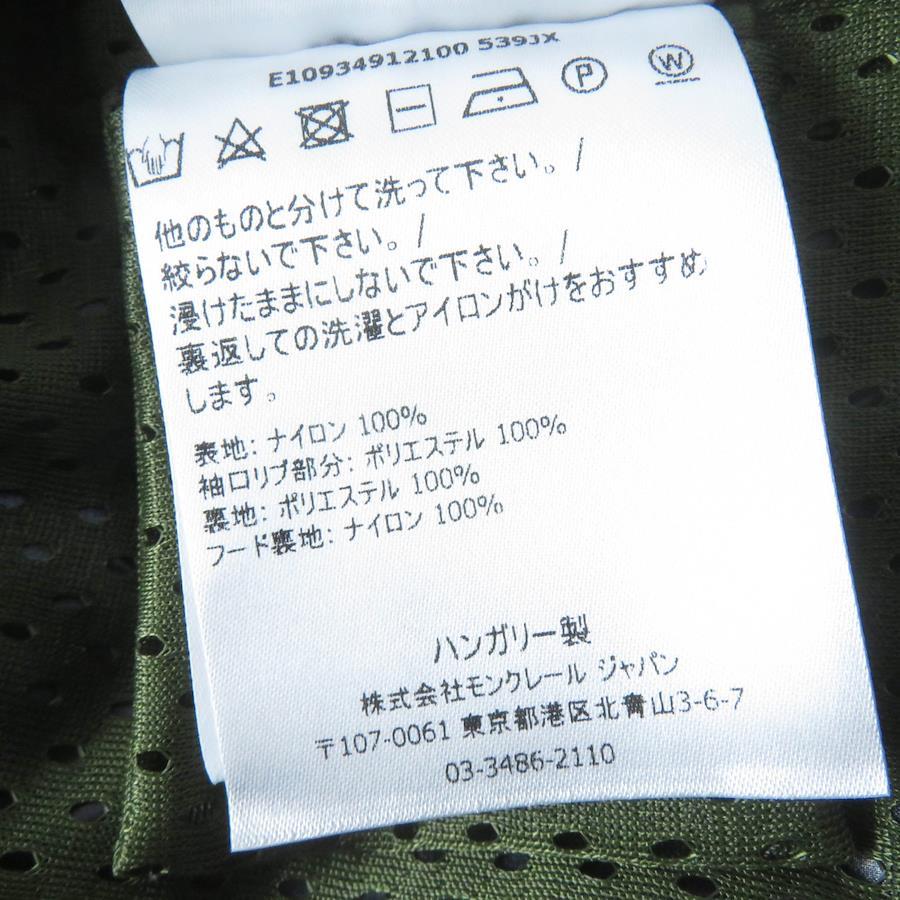 E10934912100 539JX
P W
他のものと分けて洗って下さい。/
絞らないで下さい。/
浸けたままにしないで下さい。/
裏返しての洗濯とアイロンがけをおすすめ
します。
表地: ナイロン 100%
袖口リブ部分: ポリエステル 100%
裏地: ポリエステル 100%
フード裏地: ナイロン 100%
ハンガリー製
株式会社モンクレール ジャパン
〒107-0061 東京都港区北青山3-6-7
03-3486-2110